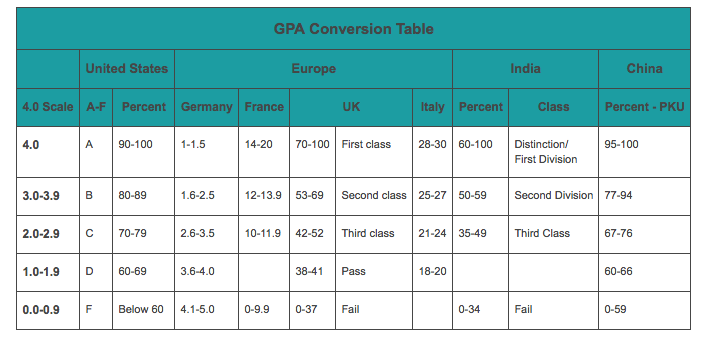 GPA Conversion Table
United States Europe India China
4.0 Scale A-F Percent Germany France UK Italy Percent Class Percent - PKU
4.0 A 90-100 1-1.5 14-20 70-100 First class 28-30 60-100 Distinction/ 95-100
First Division
3.0-3.9 B 80-89 1.6-2.5 12-13.9 53-69 Second class 25-27 50-59 Second Division 77-94
2.0-2.9 C 70-79 2.6-3.5 10-11.9 42-52 Third class 21-24 35-49 Third Class 67-76
1.0-1.9 D 60-69 3.6-4.0 38-41 Pass 18-20 60-66
0.0-0.9 F Below 60 4.1-5.0 0-9.9 0-37 Fail 0-34 Fail 0-59